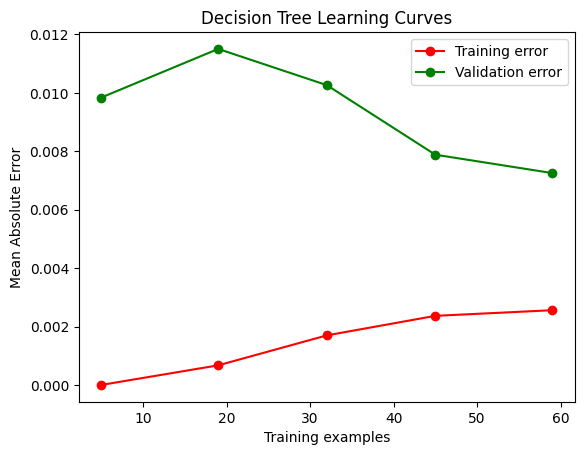 Decision Tree Learning Curves
Training error
Validation error
Mean Absolute Error
0.012
0.010
0.008
0.006
0.004
0.002
0.000
10
20
30
40
50
60
Training examples